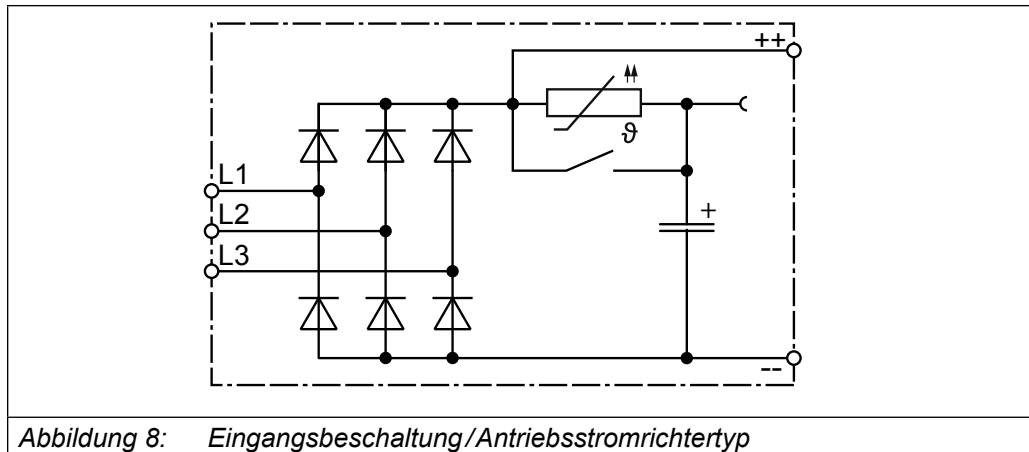 ++
ϑ
L1
L2
L3
+
--
Abbildung 8: Eingangsbeschaltung/Antriebsstromrichtertyp